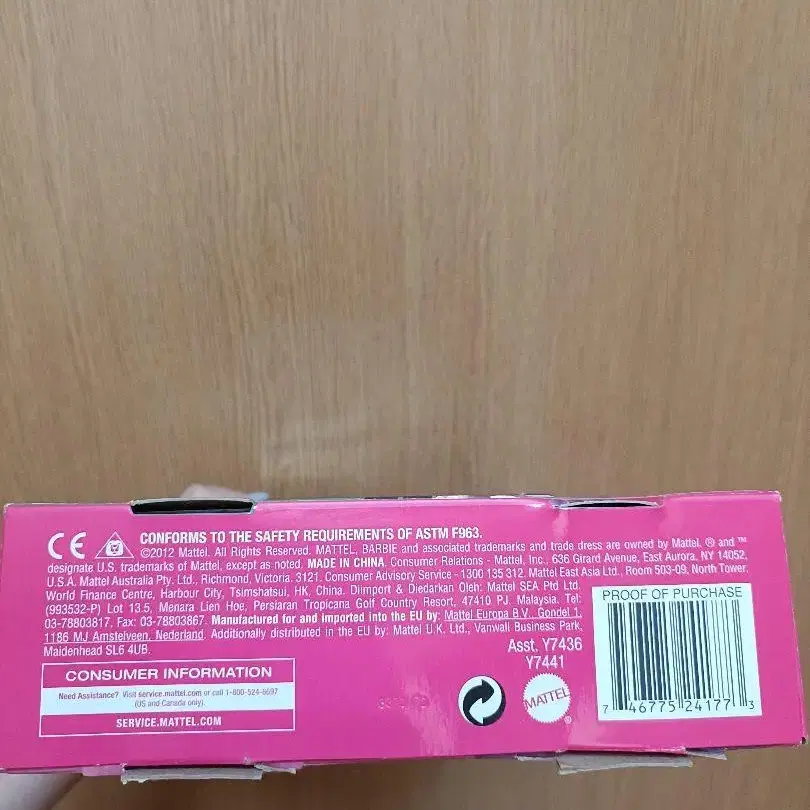 CE
CONFORMS TO THE SAFETY REQUIREMENTS OF ASTM F963.
©2012 Mattel. All Rights Reserved. MATTEL, BARBIE and associated trademarks and trade dress are owned by Mattel. ® and ™
designate U.S. trademarks of Mattel, except as noted. MADE IN CHINA. Consumer Relations - Mattel, Inc., 636 Girard Avenue, East Aurora, NY 14052,
U.S.A. Mattel Australia Pty. Ltd., Richmond, Victoria. 3121. Consumer Advisory Service - 1300 135 312. Mattel East Asia Ltd., Room 503-09, North Tower,
World Finance Centre, Harbour City, Tsimshatsui, HK, China. Diimport & Diedarkan Oleh: Mattel SEA Ptd Ltd.
(993532-P) Lot 13.5, Menara Lien Hoe, Persiaran Tropicana Golf Country Resort, 47410 PJ. Malaysia. Tel:
03-78803817, Fax: 03-78803867. Manufactured for and imported into the EU by: Mattel Europa B.V., Gondel 1,
1186 MJ Amstelveen, Nederland. Additionally distributed in the EU by: Mattel U.K. Ltd., Vanwall Business Park,
Maidenhead SL6 4UB.
Asst. Y7436
Y7441
CONSUMER INFORMATION
Need Assistance? Visit service.mattel.com or call 1-800-524-8697
(US and Canada only).
SERVICE.MATTEL.COM
MATTEL
®
PROOF OF PURCHASE
7 46775 24177 3